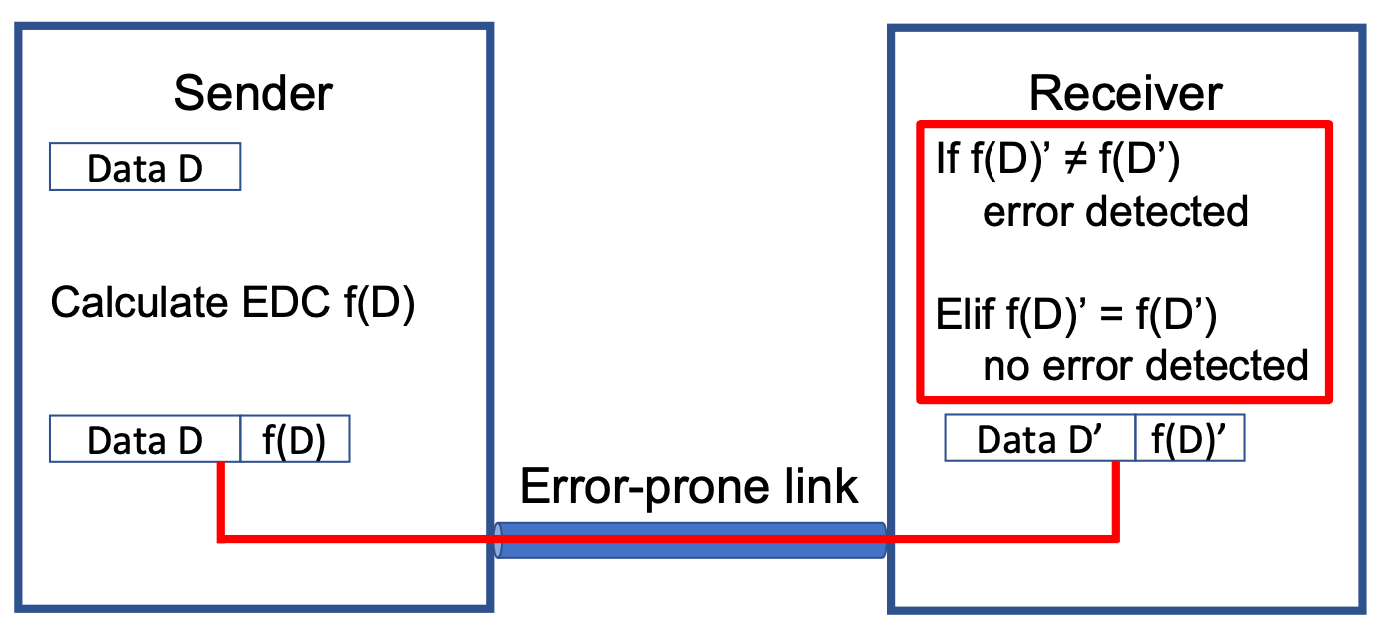 Sender
Data D
Calculate EDC f(D)
Data D
f(D)
Error-prone link
Receiver
If f(D)’ ≠ f(D’)
error detected
Elif f(D)’ = f(D’)
no error detected
Data D’
f(D)’